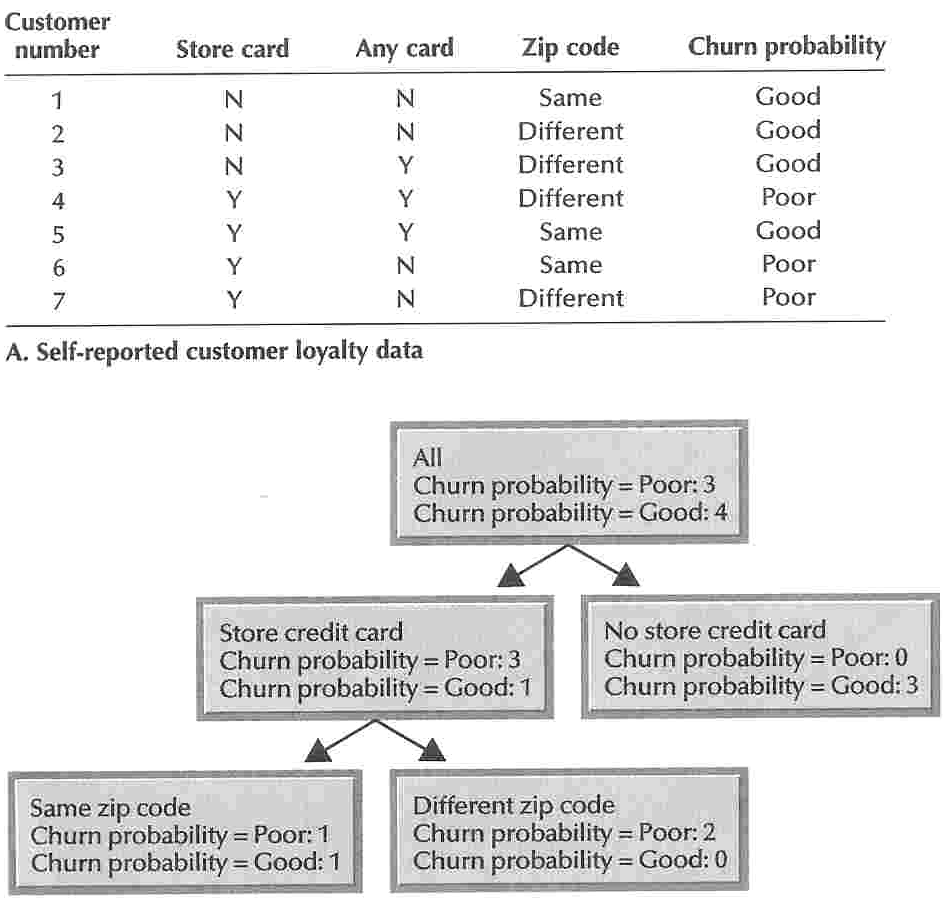 Customer number Store card Any card Zip code Churn probability
1 N N Same Good
2 N N Different Good
3 N Y Different Good
4 Y Y Different Poor
5 Y Y Same Good
6 Y N Same Poor
7 Y N Different Poor
A. Self-reported customer loyalty data
All
Churn probability = Poor: 3
Churn probability = Good: 4
Store credit card
Churn probability = Poor: 3
Churn probability = Good: 1
No store credit card
Churn probability = Poor: 0
Churn probability = Good: 3
Same zip code
Churn probability = Poor: 1
Churn probability = Good: 1
Different zip code
Churn probability = Poor: 2
Churn probability = Good: 0